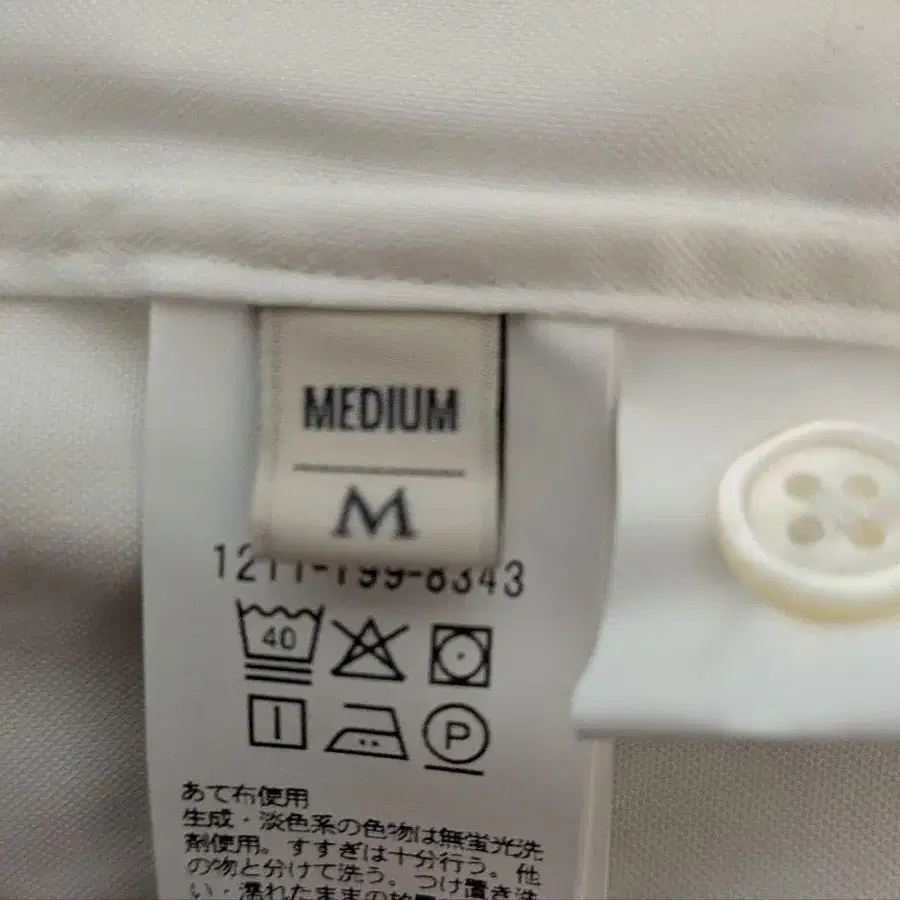 MEDIUM
M
1211-199-8343
40
P
あて布使用
生成・淡色系の色物は無蛍光洗
剤使用。すすぎは十分行う。他
の物と分けて洗う。つけ置き洗
い・濡れたままの放置